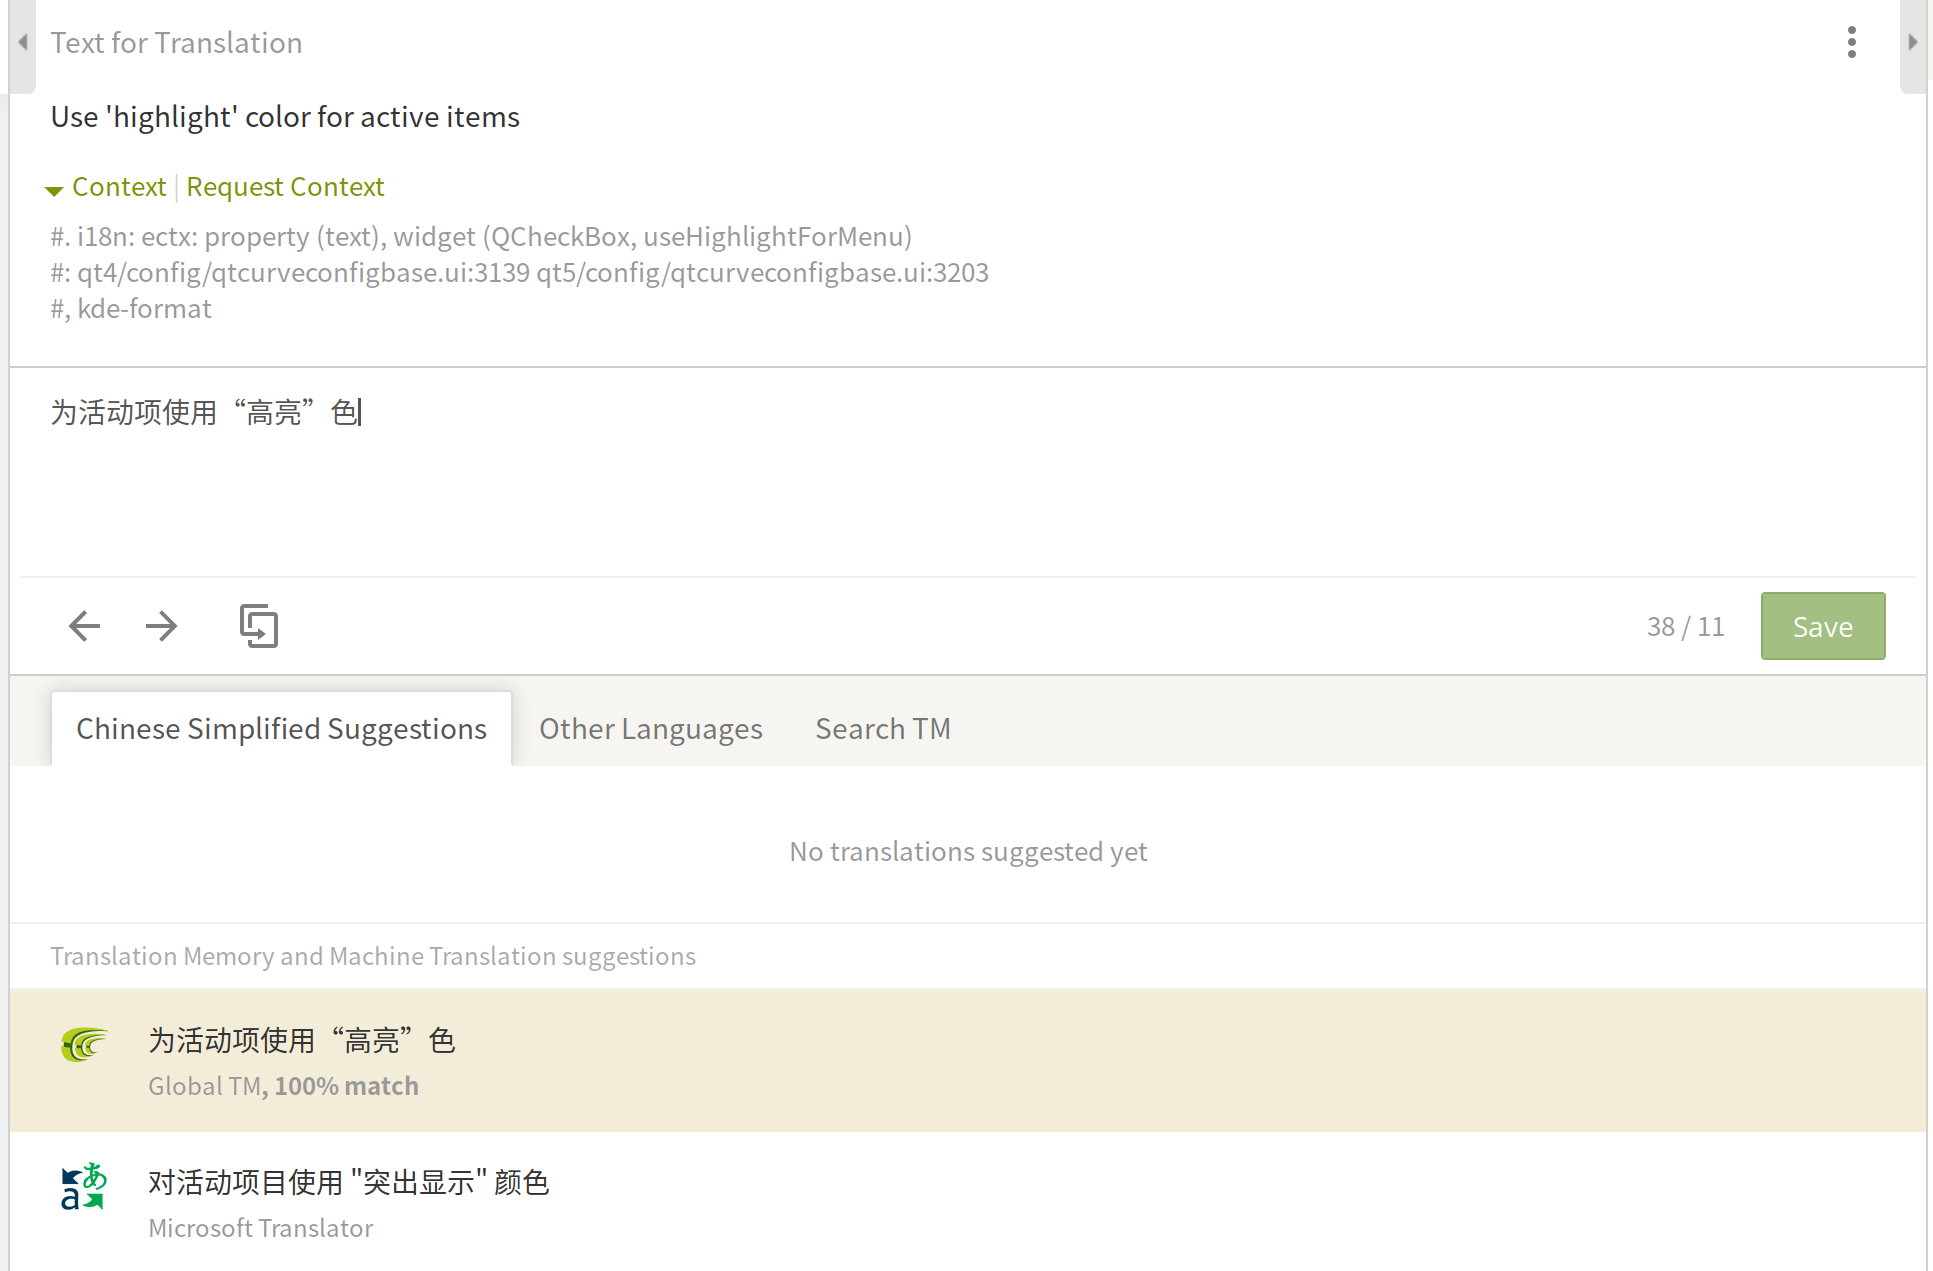 Text for Translation
Use 'highlight' color for active items
Context | Request Context
#. i18n: ectx: property (text), widget (QCheckBox, useHighlightForMenu)
#: qt4/config/qtcurveconfigbase.ui:3139 qt5/config/qtcurveconfigbase.ui:3203
#, kde-format
为活动项使用“高亮”色
38 / 11
Save
Chinese Simplified Suggestions
Other Languages
Search TM
No translations suggested yet
Translation Memory and Machine Translation suggestions
为活动项使用“高亮”色
Global TM, 100% match
对活动项目使用 "突出显示" 颜色
Microsoft Translator